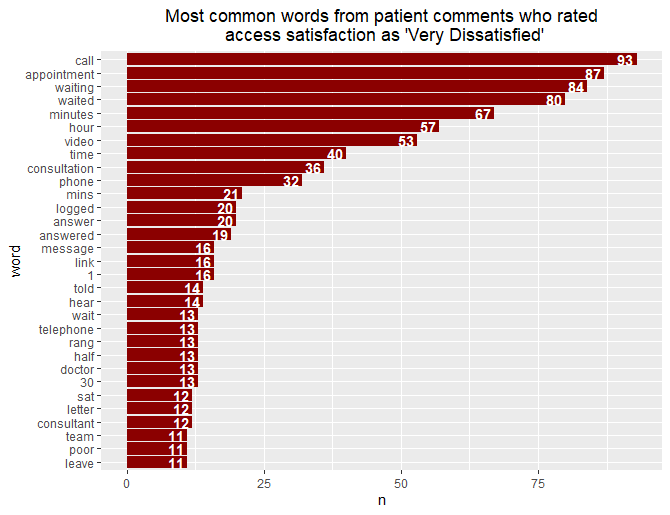 Most common words from patient comments who rated
access satisfaction as 'Very Dissatisfied'
call 93
appointment 87
waiting 84
waited 80
minutes 67
hour 57
video 53
time 40
consultation 36
phone 32
mins 21
logged 20
answer 20
answered 19
message 16
link 16
1 16
told 14
hear 14
wait 13
telephone 13
rang 13
half 13
doctor 13
30 13
sat 12
letter 12
consultant 12
team 11
poor 11
leave 11
word
0 25 50 75
n